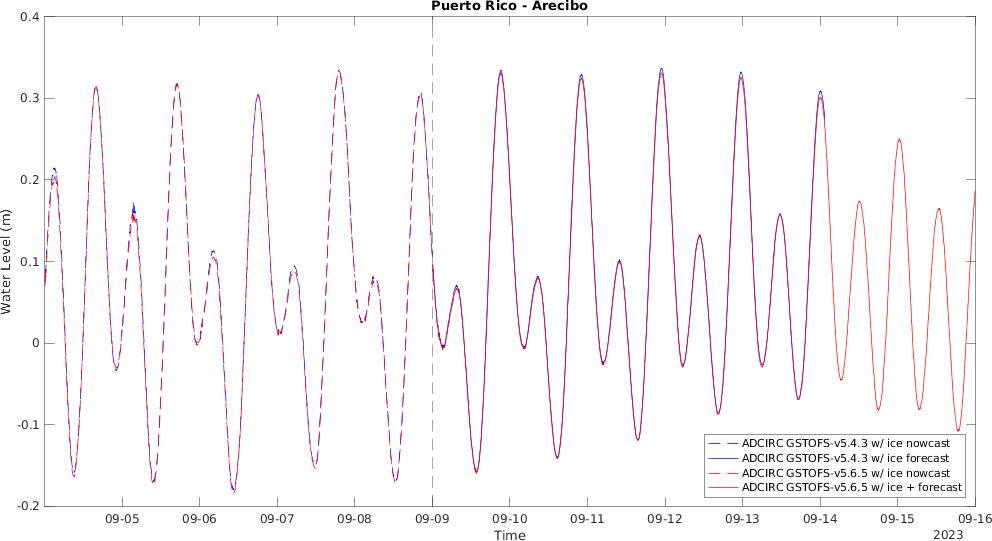 Puerto Rico - Arecibo
0.4
0.3
0.2
0.1
0
-0.1
-0.2
Water Level (m)
ADCIRC GSTOFS-v5.4.3 w/ ice nowcast
ADCIRC GSTOFS-v5.4.3 w/ ice forecast
ADCIRC GSTOFS-v5.6.5 w/ ice nowcast
ADCIRC GSTOFS-v5.6.5 w/ ice + forecast
09-05 09-06 09-07 09-08 09-09 09-10 09-11 09-12 09-13 09-14 09-15 09-16
Time
2023